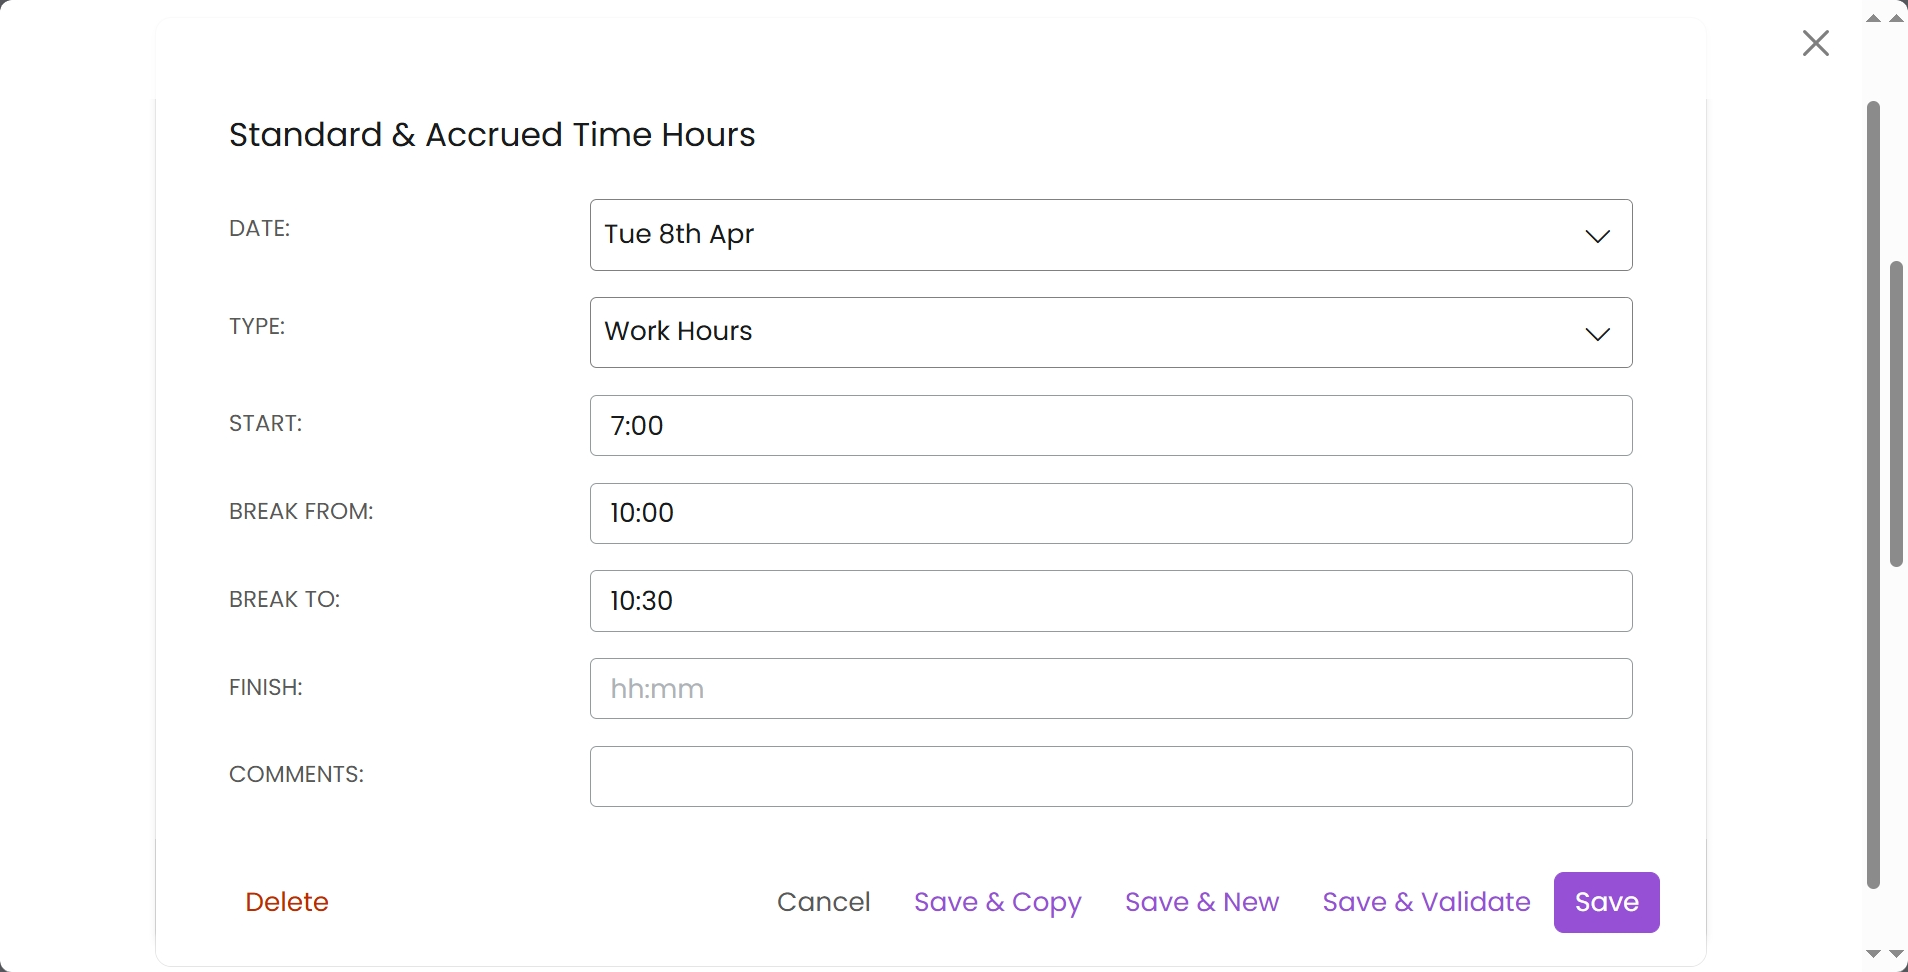 Standard & Accrued Time Hours
DATE:
Tue 8th Apr
TYPE:
Work Hours
START:
7:00
BREAK FROM:
10:00
BREAK TO:
10:30
FINISH:
hh:mm
COMMENTS:
Delete
Cancel
Save & Copy
Save & New
Save & Validate
Save